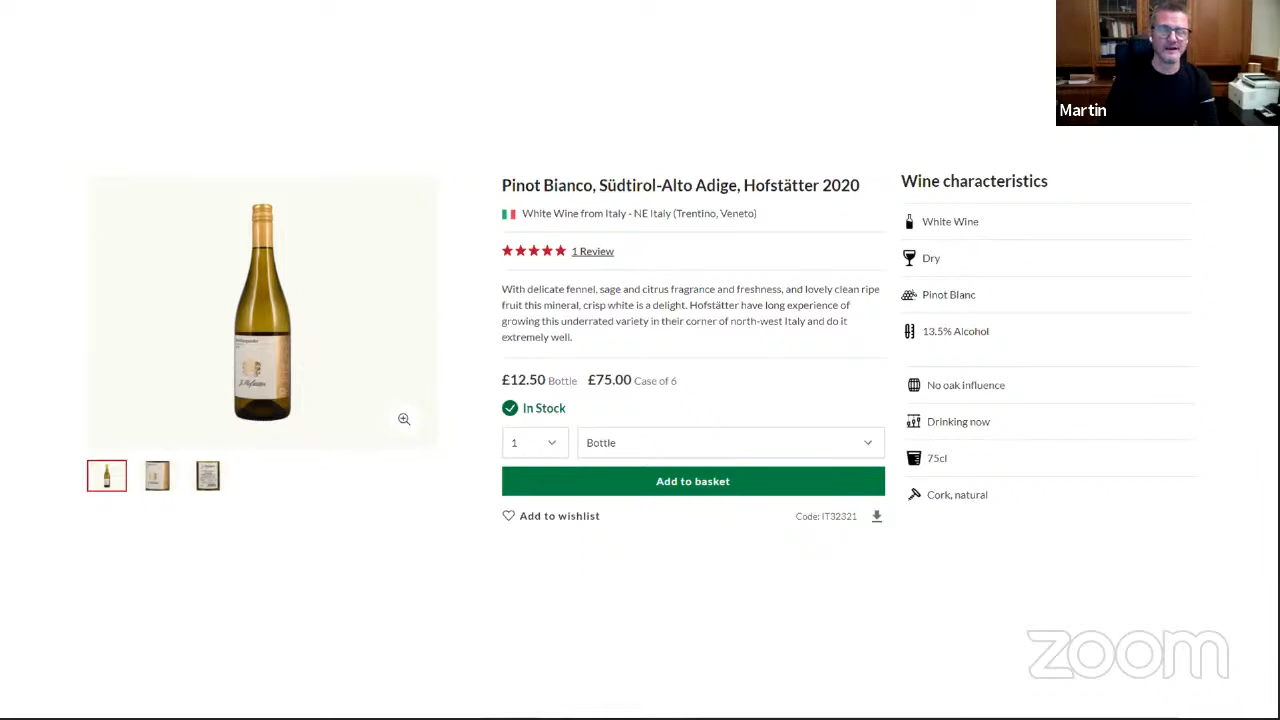 Martin
Pinot Bianco, Südtirol-Alto Adige, Hofstätter 2020
White Wine from Italy - NE Italy (Trentino, Veneto)
1 Review
With delicate fennel, sage and citrus fragrance and freshness, and lovely clean ripe
fruit this mineral, crisp white is a delight. Hofstätter have long experience of
growing this underrated variety in their corner of north-west Italy and do it
extremely well.
£12.50 Bottle £75.00 Case of 6
In Stock
1 Bottle
Add to basket
Add to wishlist Code: IT32321
Wine characteristics
White Wine
Dry
Pinot Blanc
13.5% Alcohol
No oak influence
Drinking now
75cl
Cork, natural
zoom